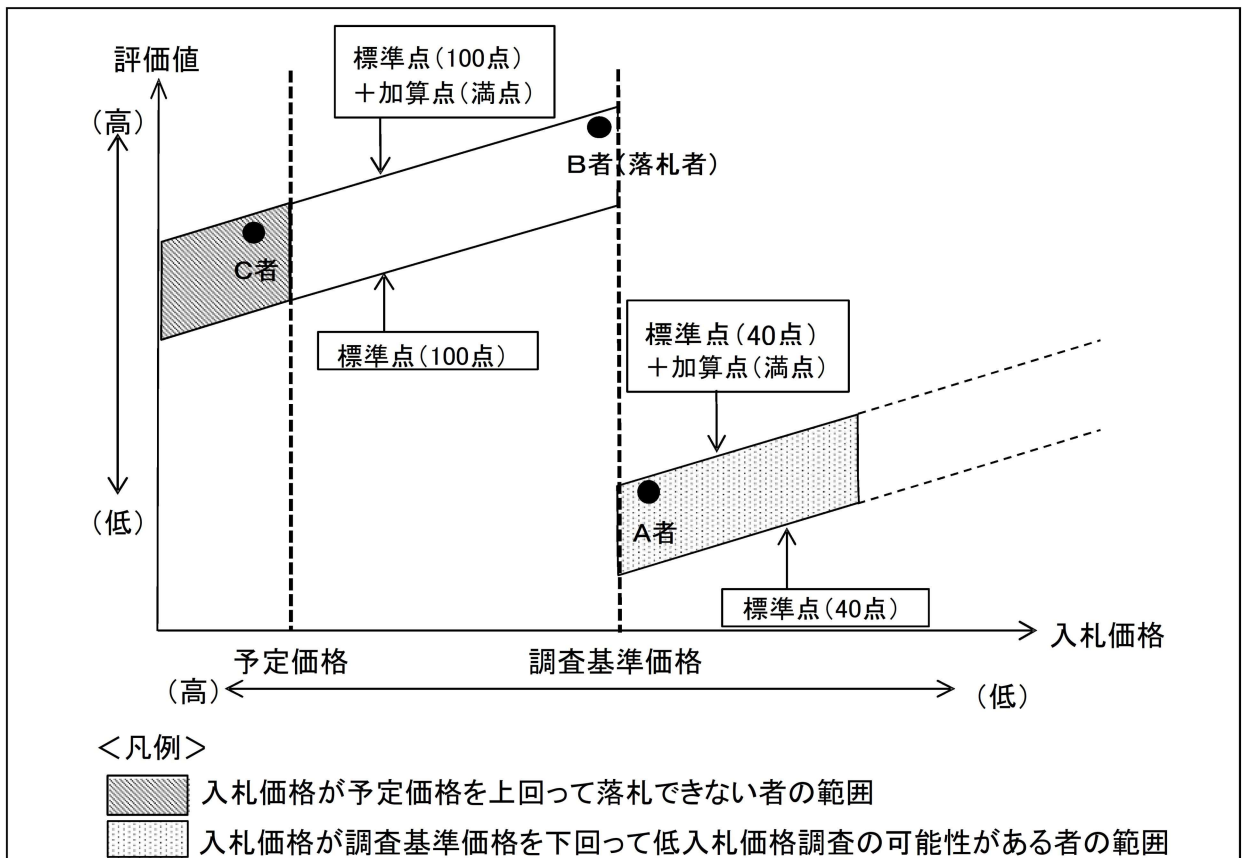 評価値
標準点(100点)
+加算点(満点)
(高)
B者(落札者)
C者
標準点(100点)
標準点(40点)
+加算点(満点)
(低)
A者
標準点(40点)
入札価格
予定価格
調査基準価格
(高)
(低)
<凡例>
入札価格が予定価格を上回って落札できない者の範囲
入札価格が調査基準価格を下回って低入札価格調査の可能性がある者の範囲